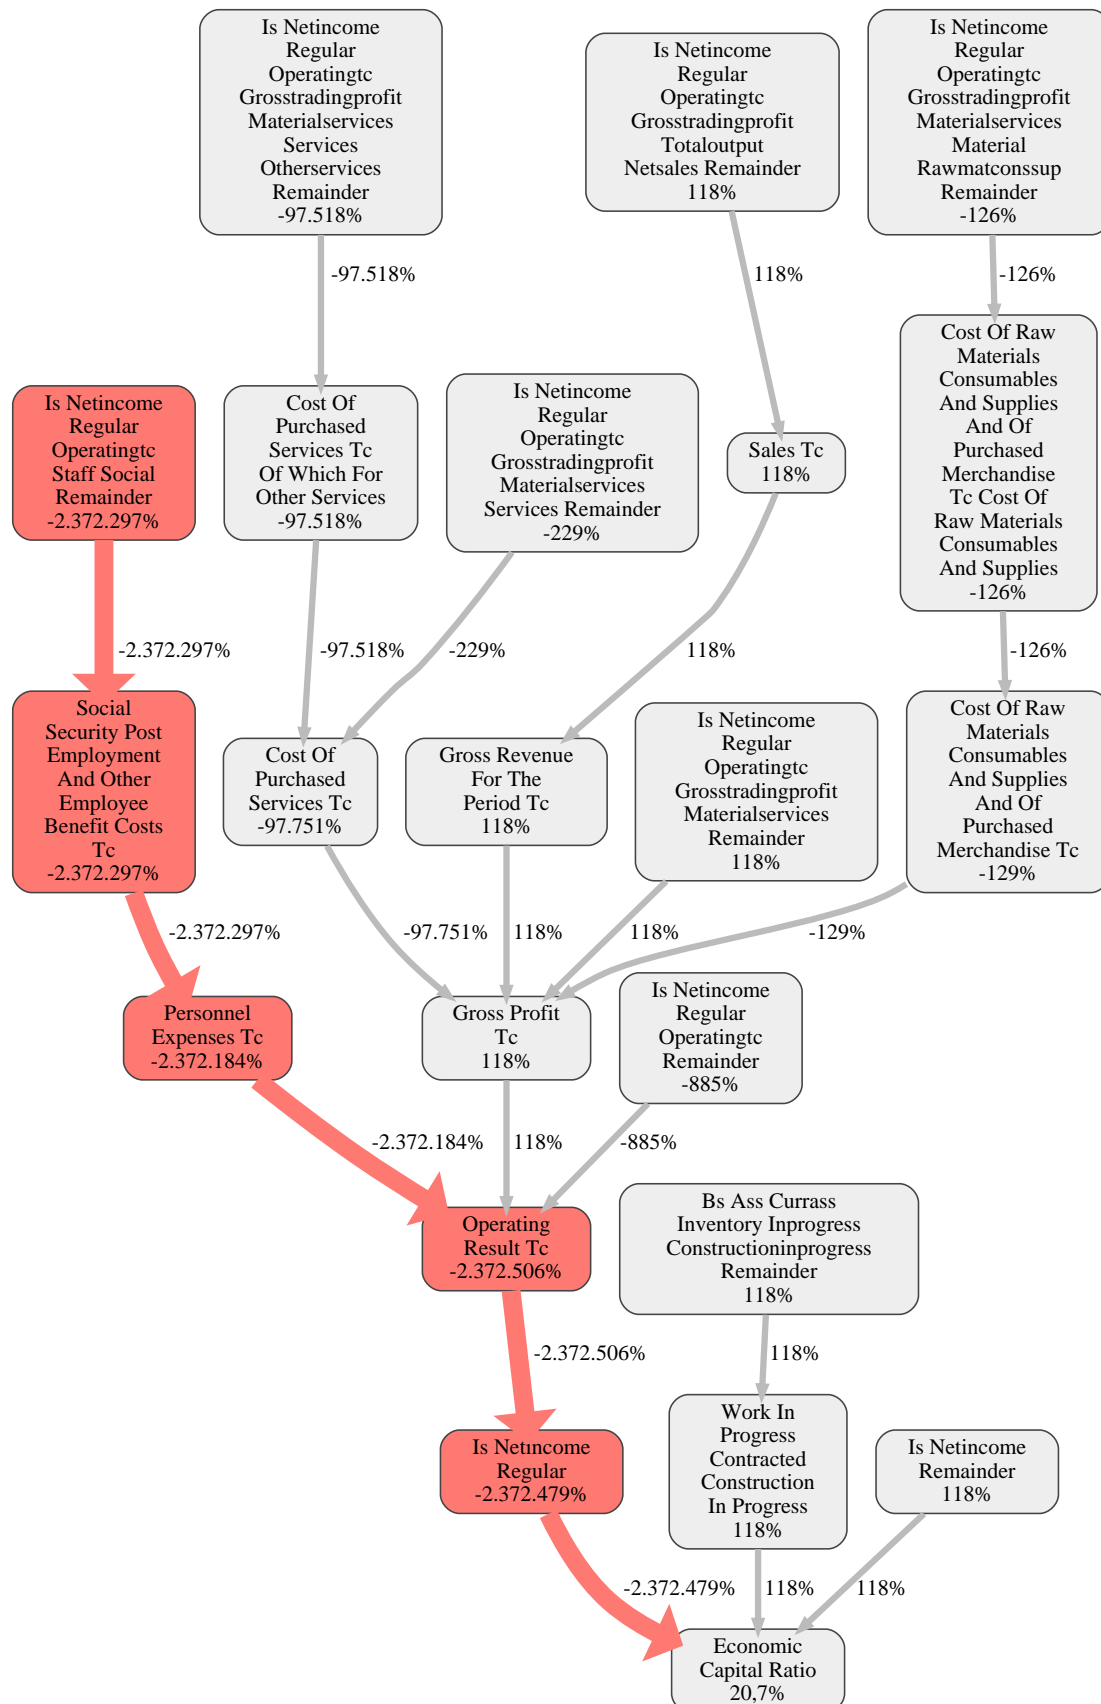 Is Netincome
Regular
Operatingtc
Grosstradingprofit
Materialservices
Services
Otherservices
Remainder
-97.518%
Is Netincome
Regular
Operatingtc
Grosstradingprofit
Totaloutput
Netsales Remainder
118%
Is Netincome
Regular
Operatingtc
Grosstradingprofit
Materialservices
Material
Rawmatconssup
Remainder
-126%
-97.518%
118%
-126%
Is Netincome
Regular
Operatingtc
Staff Social
Remainder
-2.372.297%
Cost Of
Purchased
Services Tc
Of Which For
Other Services
-97.518%
Is Netincome
Regular
Operatingtc
Grosstradingprofit
Materialservices
Services Remainder
-229%
Sales Tc
118%
Cost Of Raw
Materials
Consumables
And Supplies
And Of
Purchased
Merchandise
Tc Cost Of
Raw Materials
Consumables
And Supplies
-126%
-2.372.297%
-97.518%
-229%
118%
-126%
Social
Security Post
Employment
And Other
Employee
Benefit Costs
Tc
-2.372.297%
Cost Of
Purchased
Services Tc
-97.751%
Gross Revenue
For The
Period Tc
118%
Is Netincome
Regular
Operatingtc
Grosstradingprofit
Materialservices
Remainder
118%
Cost Of Raw
Materials
Consumables
And Supplies
And Of
Purchased
Merchandise Tc
-129%
-2.372.297%
-97.751%
118%
118%
-129%
Personnel
Expenses Tc
-2.372.184%
Gross Profit
Tc
118%
Is Netincome
Regular
Operatingtc
Remainder
-885%
-2.372.184%
118%
-885%
Operating
Result Tc
-2.372.506%
Bs Ass Currass
Inventory Inprogress
Constructioninprogress
Remainder
118%
-2.372.506%
118%
Is Netincome
Regular
-2.372.479%
Work In
Progress
Contracted
Construction
In Progress
118%
Is Netincome
Remainder
118%
-2.372.479%
118%
118%
Economic
Capital Ratio
20,7%